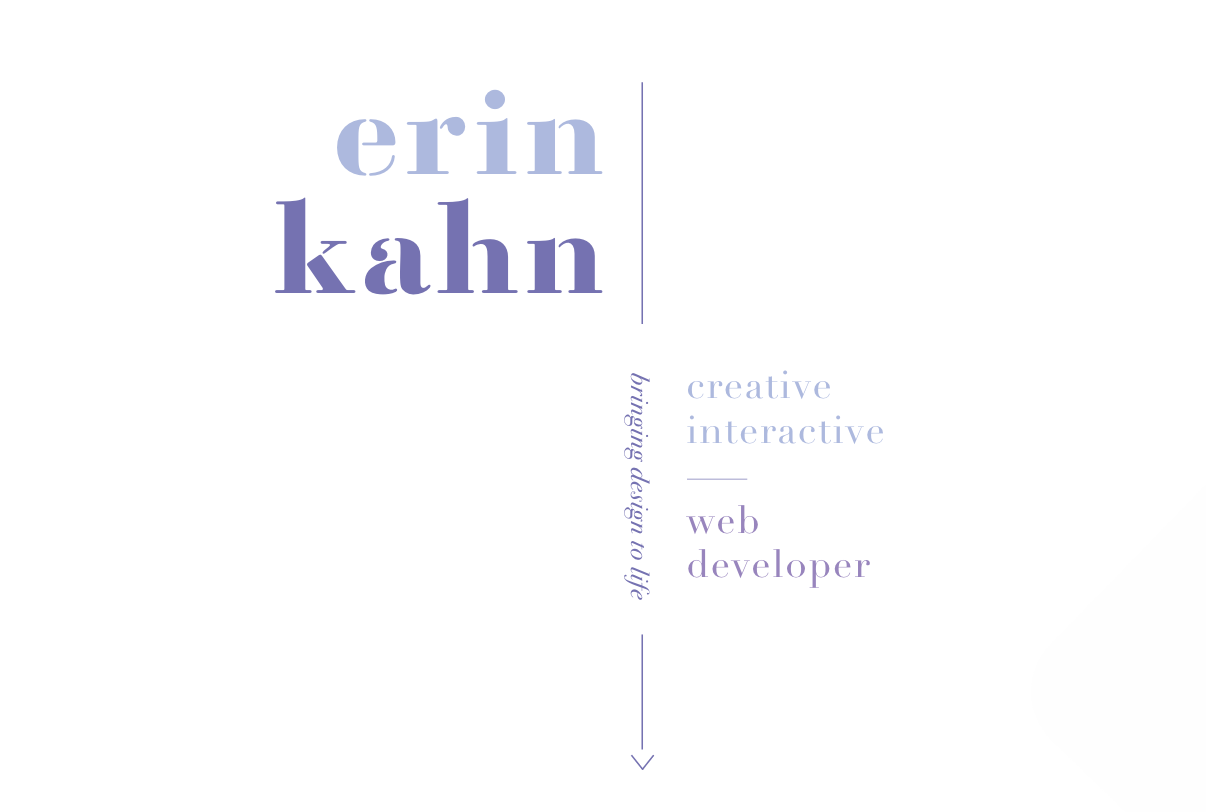 erin
kahn
bringing design to life
creative
interactive
web
developer